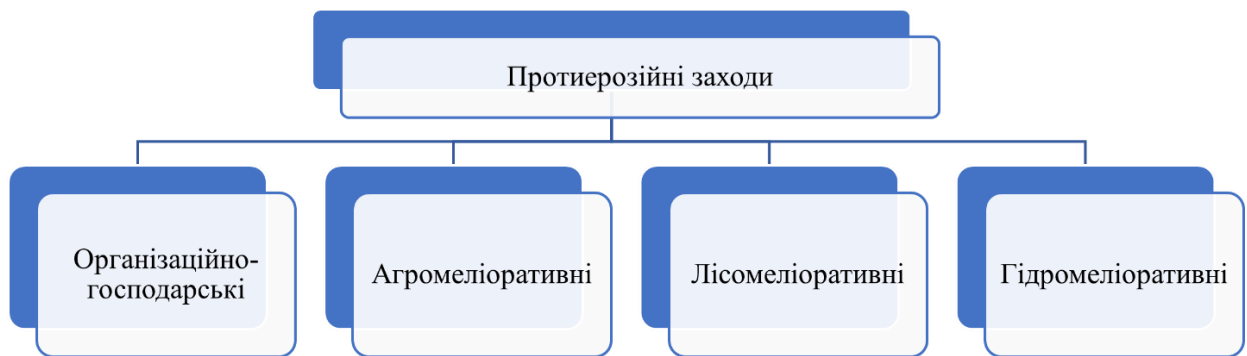 Протиерозійні заходи
Організаційно-
господарські
Агромеліоративні
Лісомеліоративні
Гідромеліоративні